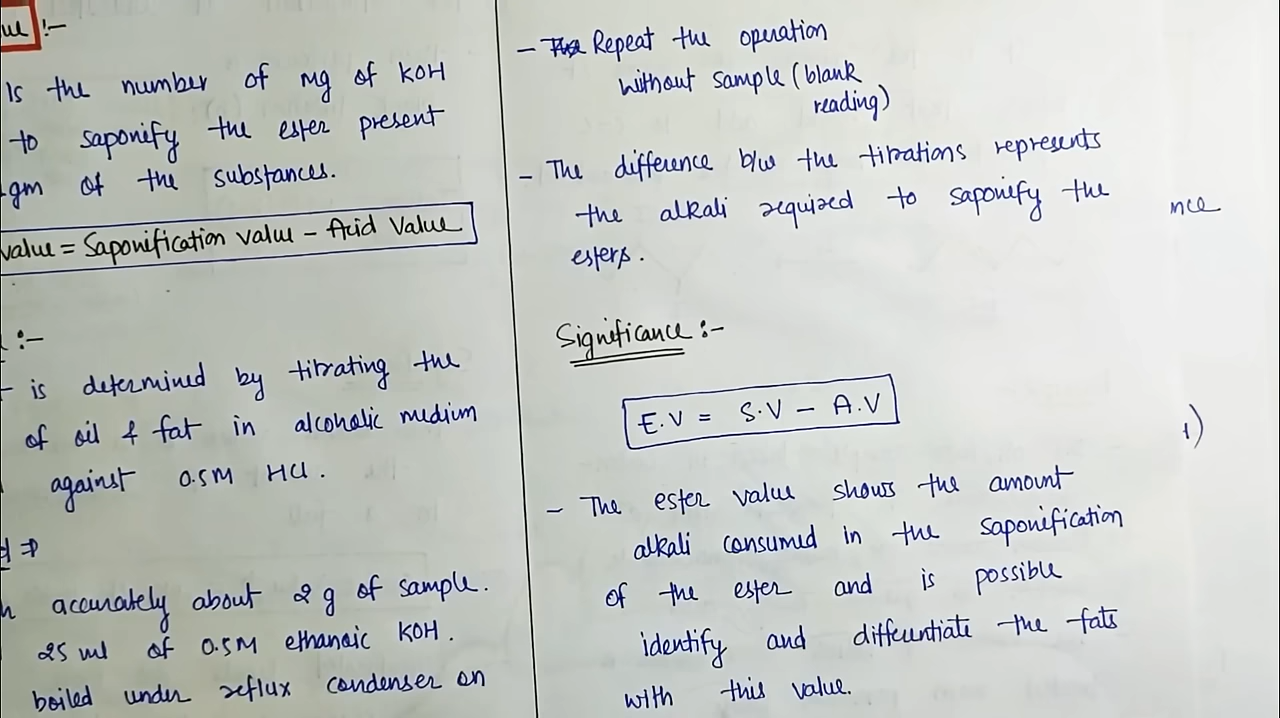 :-
Is the number of mg of KOH
to saponify the ester present
gm of the substances.
value = Saponification value - Acid Value
:-
is determined by titrating the
of oil & fat in alcoholic medium
against 0.5M HCl.
⇒
accurately about 2 g of sample.
25 ml of 0.5M ethanoic KOH.
boiled under reflux condenser on
- Repeat the operation
without sample (blank
reading)
- The difference b/w the titrations represents
the alkali required to saponify the
esters.
Significance :-
E.V = S.V - A.V
- The ester value shows the amount
alkali consumed in the saponification
of the ester and is possible
identify and differntiate the fats
with this value.
nce
1)